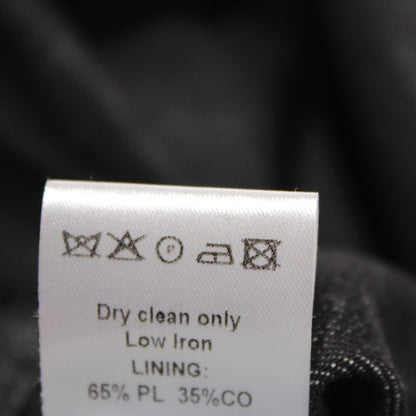 P
Dry clean only
Low Iron
LINING:
65% PL 35%CO